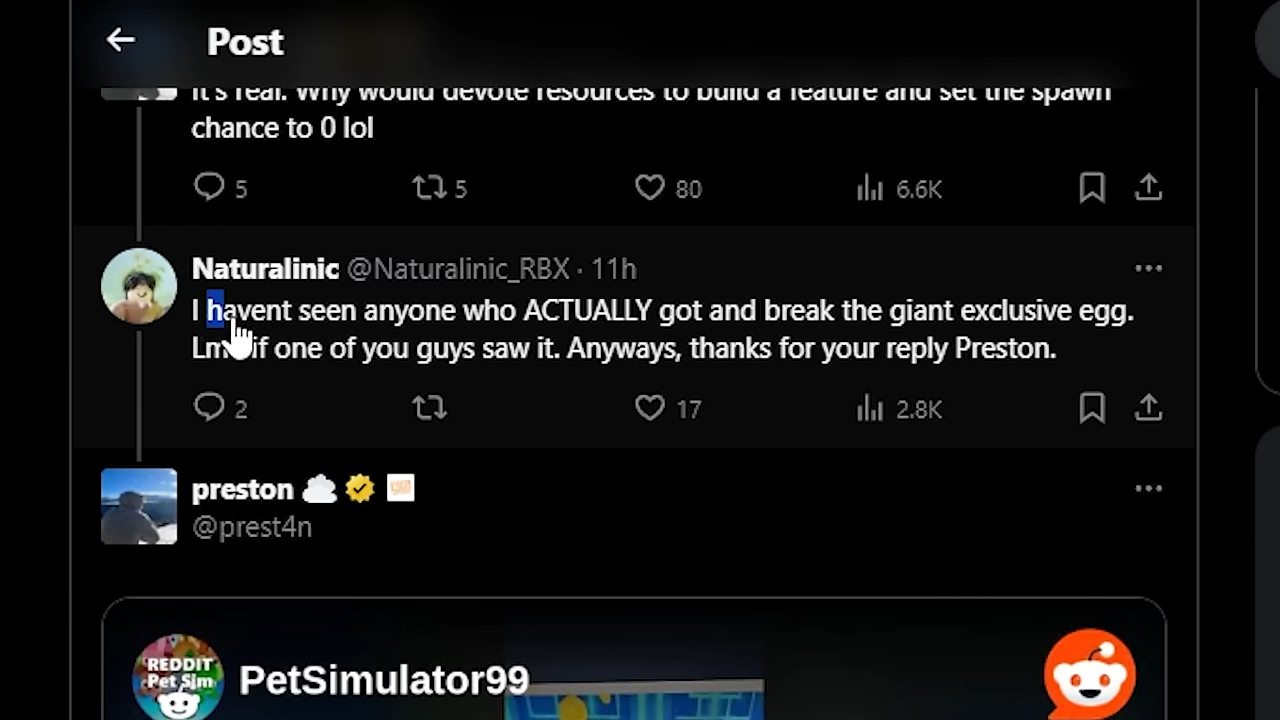 Post
It's real. Why would devote resources to build a feature and set the spawn
chance to 0 lol
5 5 80 6.6K
Naturalinic @Naturalinic_RBX · 11h
I havent seen anyone who ACTUALLY got and break the giant exclusive egg.
if one of you guys saw it. Anyways, thanks for your reply Preston.
2 17 2.8K
preston
@prest4n
REDDIT
Pet Sim
PetSimulator99